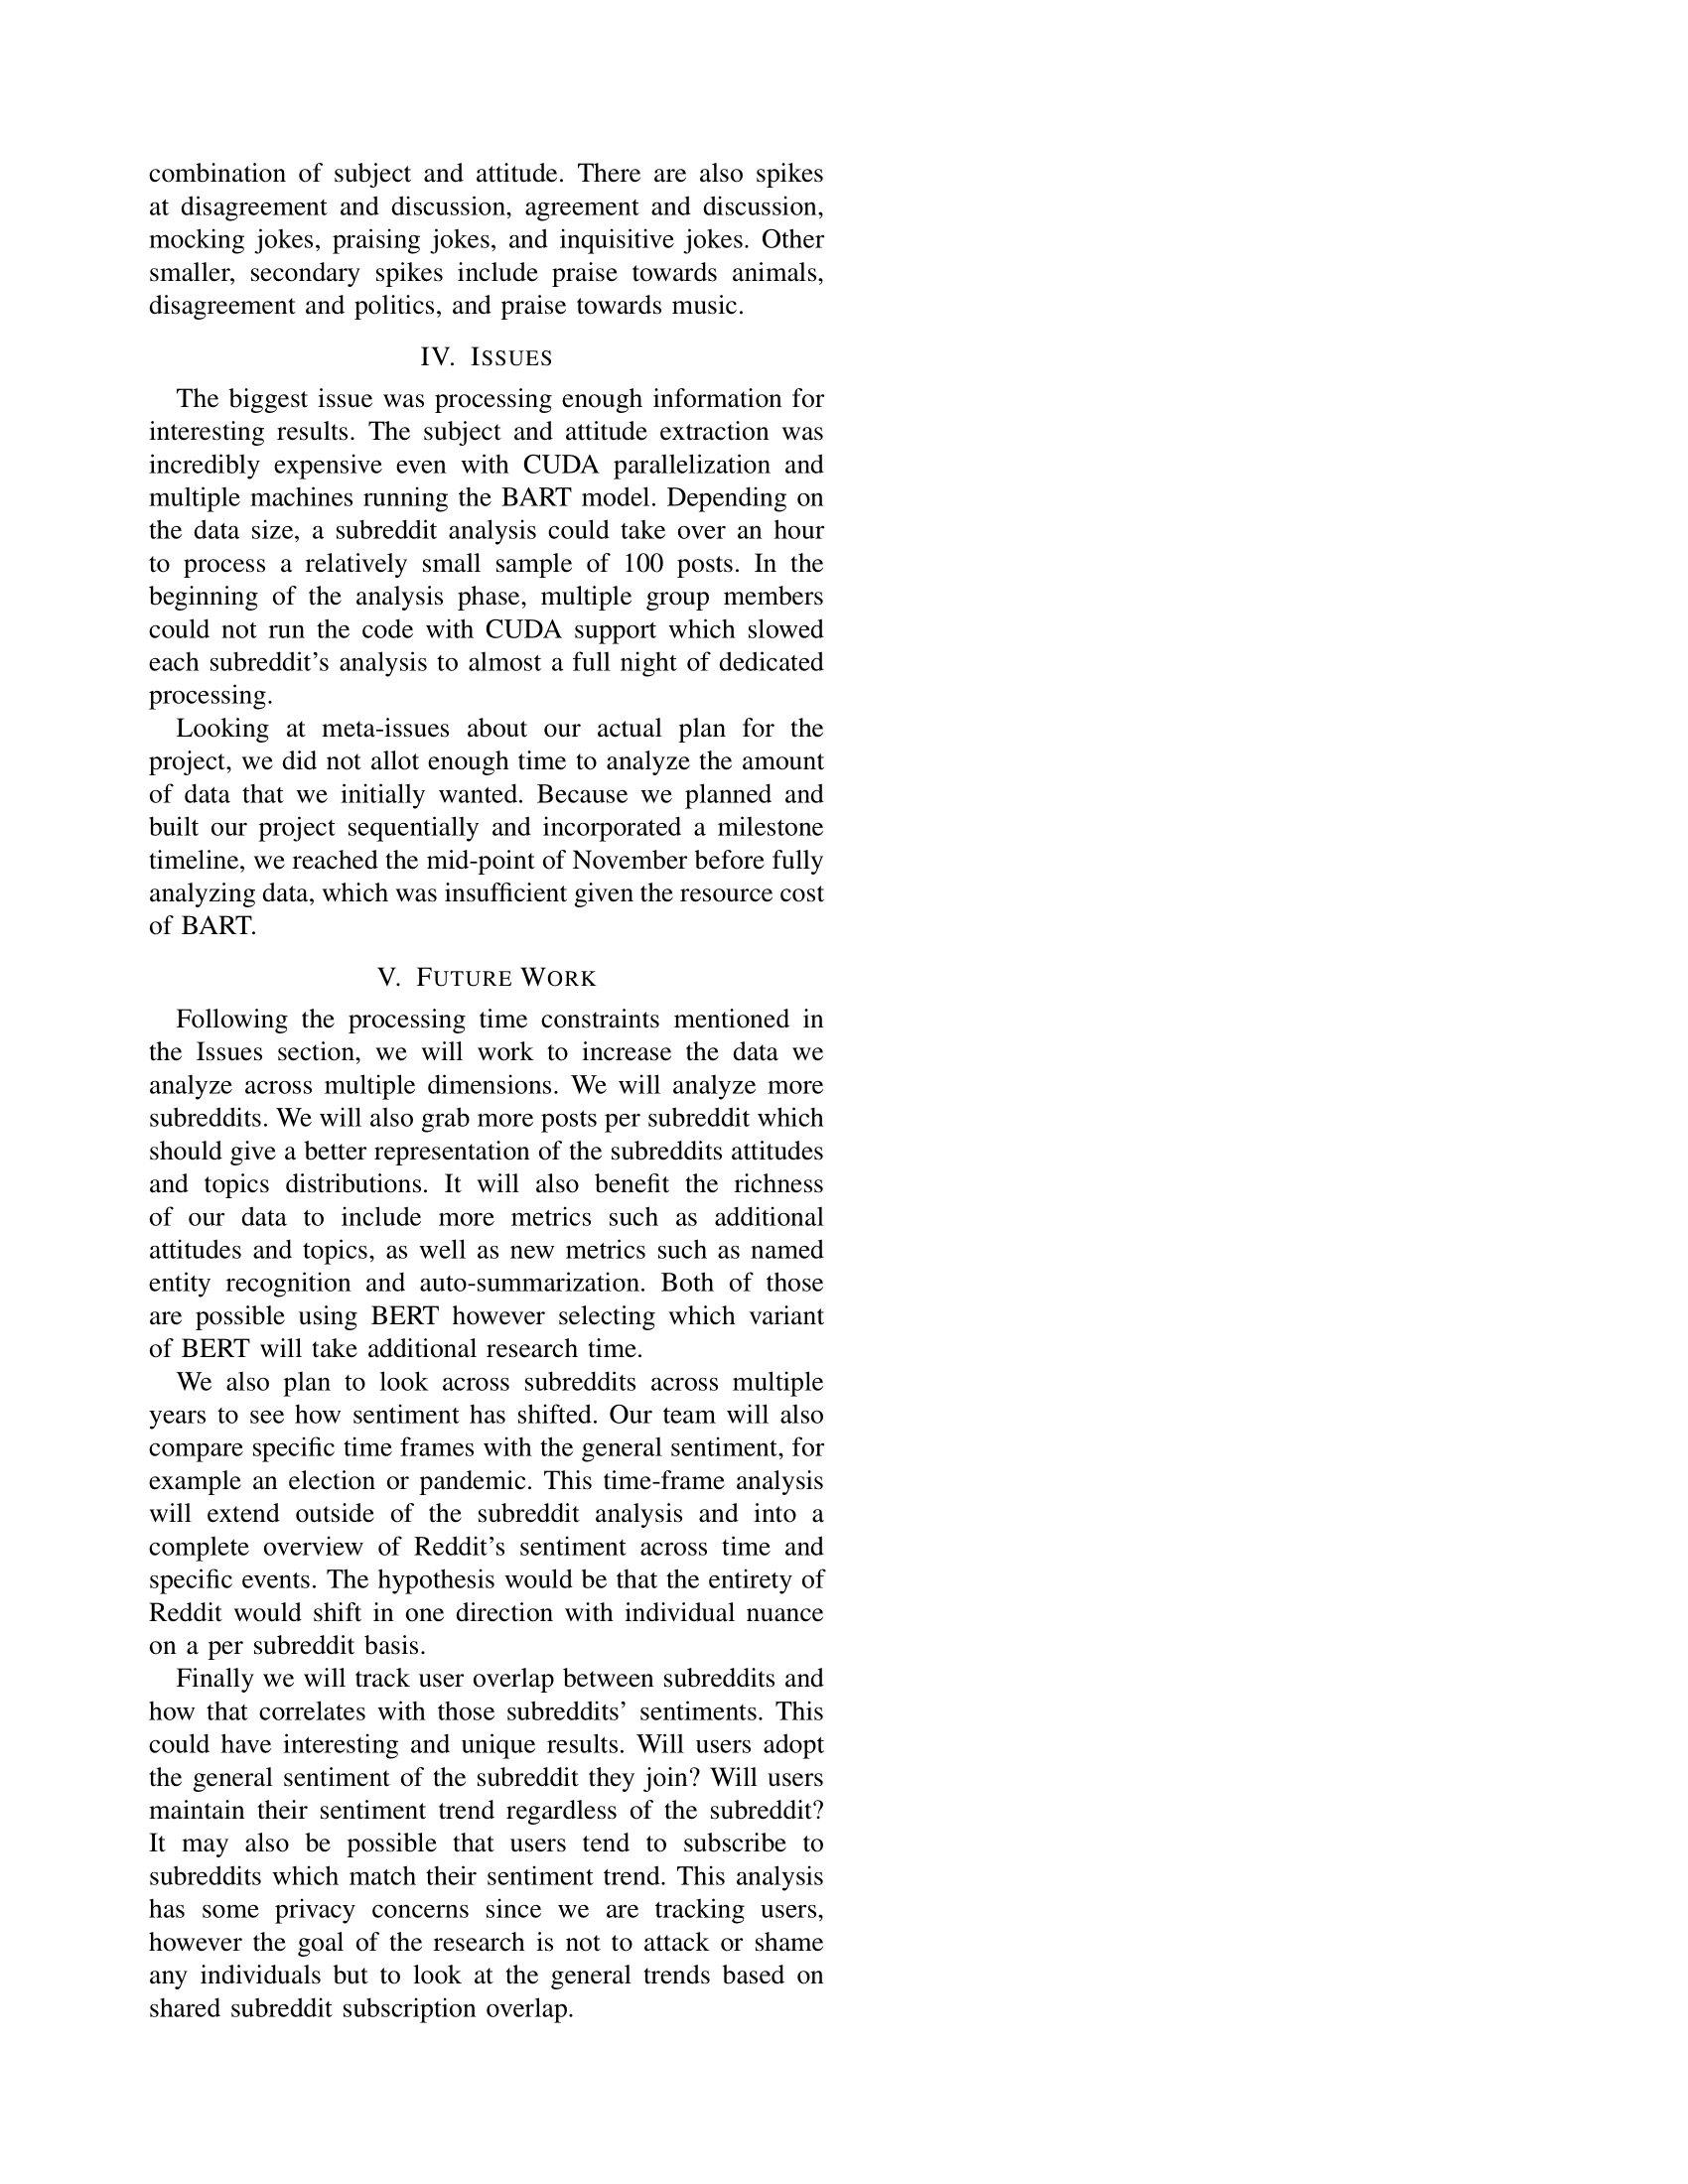 combination of subject and attitude. There are also spikes
at disagreement and discussion, agreement and discussion,
mocking jokes, praising jokes, and inquisitive jokes. Other
smaller, secondary spikes include praise towards animals,
disagreement and politics, and praise towards music.
IV. Issues
The biggest issue was processing enough information for
interesting results. The subject and attitude extraction was
incredibly expensive even with CUDA parallelization and
multiple machines running the BART model. Depending on
the data size, a subreddit analysis could take over an hour
to process a relatively small sample of 100 posts. In the
beginning of the analysis phase, multiple group members
could not run the code with CUDA support which slowed
each subreddit's analysis to almost a full night of dedicated
processing.
Looking at meta-issues about our actual plan for the
project, we did not allot enough time to analyze the amount
of data that we initially wanted. Because we planned and
built our project sequentially and incorporated a milestone
timeline, we reached the mid-point of November before fully
analyzing data, which was insufficient given the resource cost
of BART.
V. Future Work
Following the processing time constraints mentioned in
the Issues section, we will work to increase the data we
analyze across multiple dimensions. We will analyze more
subreddits. We will also grab more posts per subreddit which
should give a better representation of the subreddits attitudes
and topics distributions. It will also benefit the richness
of our data to include more metrics such as additional
attitudes and topics, as well as new metrics such as named
entity recognition and auto-summarization. Both of those
are possible using BERT however selecting which variant
of BERT will take additional research time.
We also plan to look across subreddits across multiple
years to see how sentiment has shifted. Our team will also
compare specific time frames with the general sentiment, for
example an election or pandemic. This time-frame analysis
will extend outside of the subreddit analysis and into a
complete overview of Reddit's sentiment across time and
specific events. The hypothesis would be that the entirety of
Reddit would shift in one direction with individual nuance
on a per subreddit basis.
Finally we will track user overlap between subreddits and
how that correlates with those subreddits' sentiments. This
could have interesting and unique results. Will users adopt
the general sentiment of the subreddit they join? Will users
maintain their sentiment trend regardless of the subreddit?
It may also be possible that users tend to subscribe to
subreddits which match their sentiment trend. This analysis
has some privacy concerns since we are tracking users,
however the goal of the research is not to attack or shame
any individuals but to look at the general trends based on
shared subreddit subscription overlap.